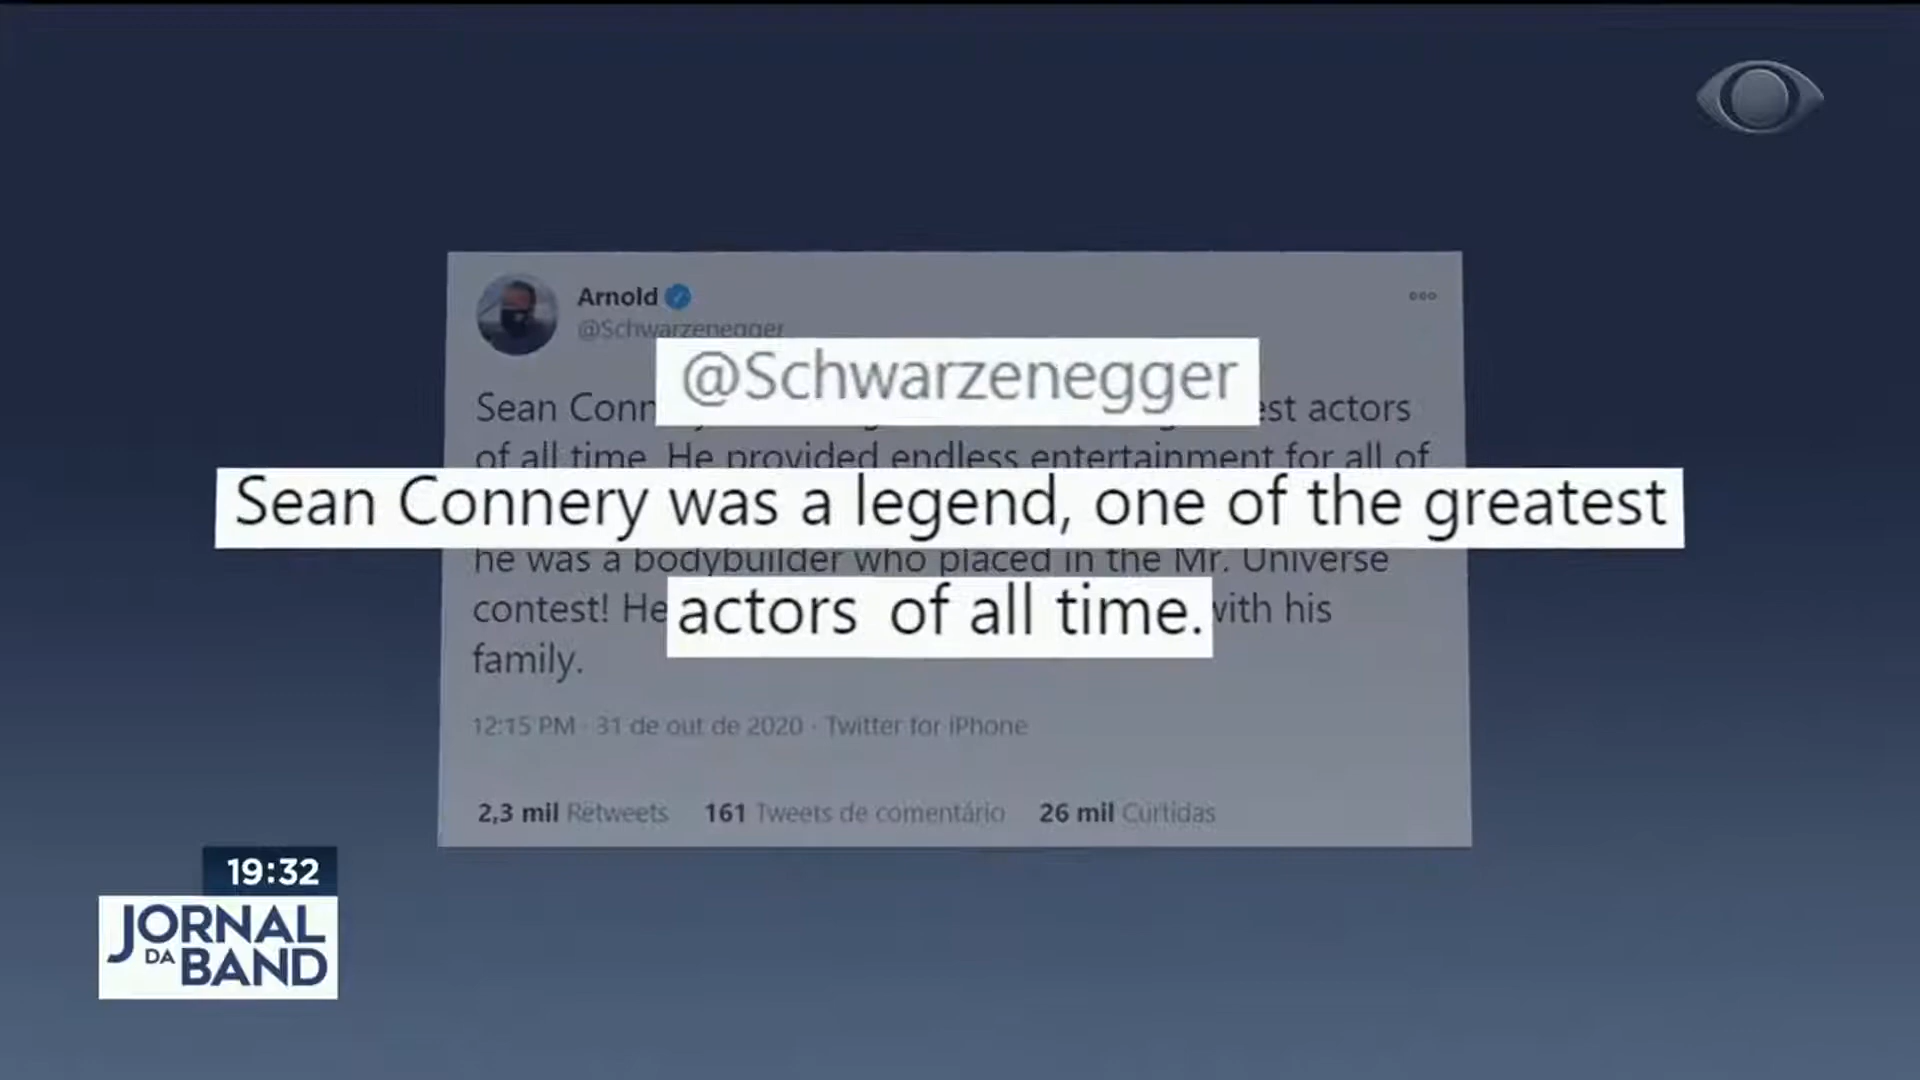 Arnold
@Schwarzenegger
@Schwarzenegger
Sean Conn est actors
of all time. He provided endless entertainment for all of
Sean Connery was a legend, one of the greatest
he was a bodybuilder who placed in the Mr. Universe
contest! He with his
actors of all time.
family.
12:15 PM · 31 de out de 2020 · Twitter for iPhone
2,3 mil Retweets 161 Tweets de comentário 26 mil Curtidas
19:32
JORNAL
DA BAND